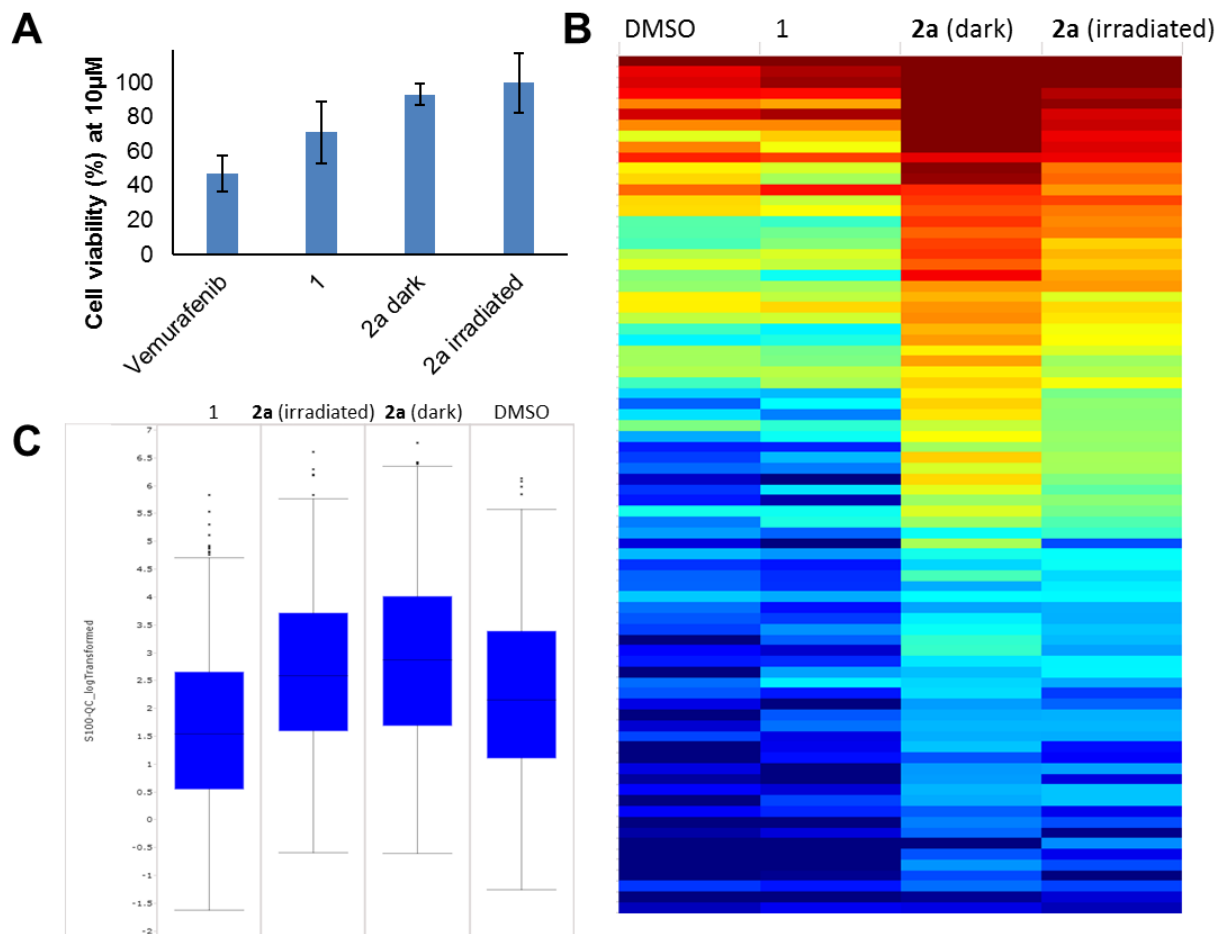 A
Cell viability (%) at 10µM
100
80
60
40
20
0
Vemurafenib
1
2a dark
2a irradiated
B
DMSO 1 2a (dark) 2a (irradiated)
C
1 2a (irradiated) 2a (dark) DMSO
S100-QC_logTransformed
7
6.5
6
5.5
5
4.5
4
3.5
3
2.5
2
1.5
1
0.5
0
-0.5
-1
-1.5
-2